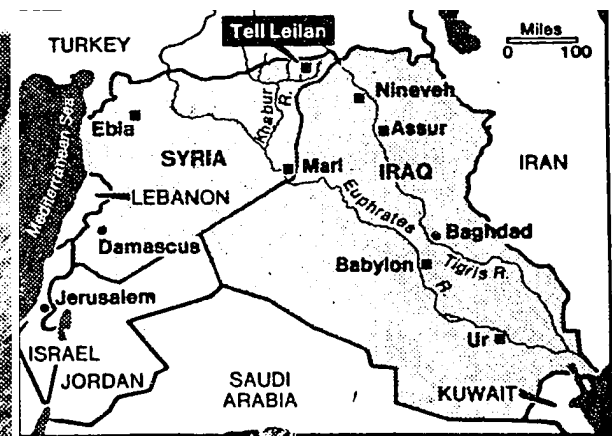 TURKEY
Tell Leilan
Miles
0 100
Mediterranean Sea
Ebla
Khabur
R.
Nineveh
Assur
SYRIA
Mari
IRAQ
IRAN
LEBANON
Euphrates
R.
Damascus
Baghdad
Tigris R.
Babylon
Jerusalem
Ur
ISRAEL
JORDAN
SAUDI
ARABIA
KUWAIT